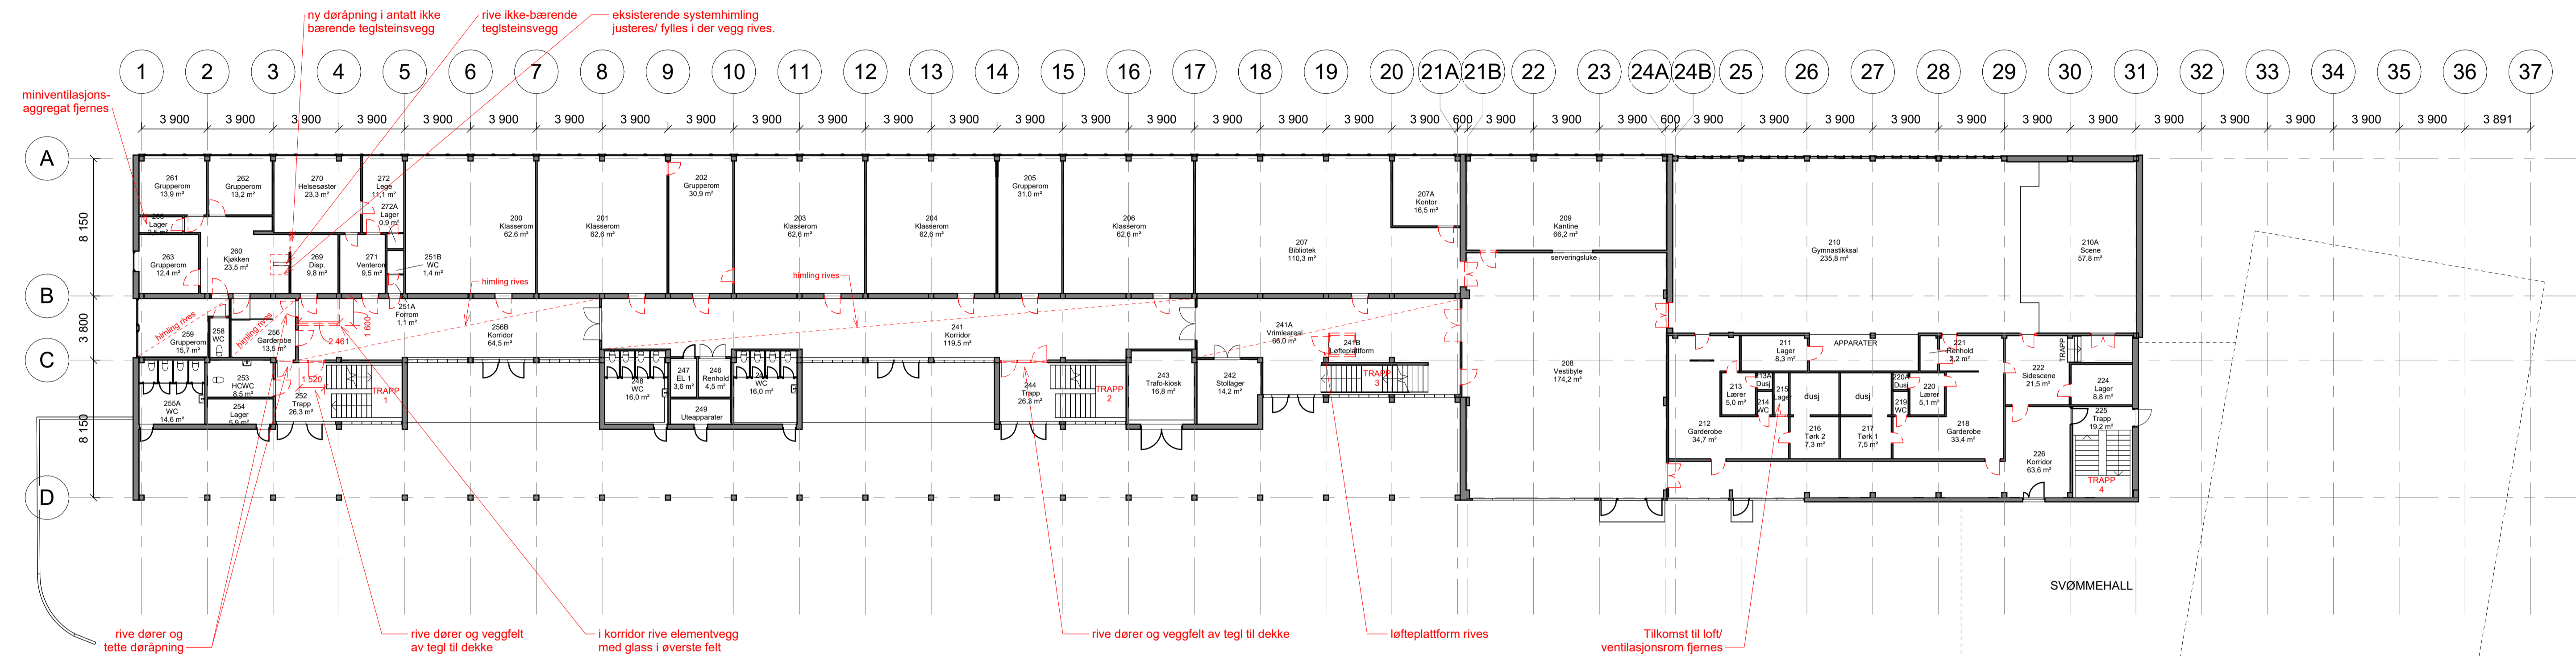 ny døråpning i antatt ikke
bærende teglsteinsvegg
rive ikke-bærende
teglsteinsvegg
eksisterende systemhimling
justeres/ fylles i der vegg rives.
miniventilasjons-
aggregat fjernes
1 2 3 4 5 6 7 8 9 10 11 12 13 14 15 16 17 18 19 20 21A 21B 22 23 24A 24B 25 26 27 28 29 30 31 32 33 34 35 36 37
3 900 3 900 3 900 3 900 3 900 3 900 3 900 3 900 3 900 3 900 3 900 3 900 3 900 3 900 3 900 3 900 3 900 3 900 3 900 3 900 600 3 900 3 900 3 900 600 3 900 3 900 3 900 3 900 3 900 3 900 3 900 3 900 3 900 3 900 3 900 3 900 3 891
A
8 150
B
3 800
C
8 150
D
261
Grupperom
13,9 m²
262
Grupperom
13,2 m²
270
Helsesøster
23,3 m²
272
Lege
11,1 m²
272A
Lager
0,9 m²
Lager
263
Grupperom
12,4 m²
260
Kjøkken
23,5 m²
269
Disp.
9,8 m²
271
Venterom
9,5 m²
251B
WC
1,4 m²
251A
Forrom
1,1 m²
200
Klasserom
62,6 m²
201
Klasserom
62,6 m²
202
Grupperom
30,9 m²
203
Klasserom
62,6 m²
204
Klasserom
62,6 m²
205
Grupperom
31,0 m²
206
Klasserom
62,6 m²
207
Bibliotek
110,3 m²
207A
Kontor
16,5 m²
209
Kantine
66,2 m²
serveringsluke
210
Gymnastikksal
235,8 m²
210A
Scene
57,8 m²
himling rives
himling rives
himling rives
himling rives
259
Grupperom
15,7 m²
258
WC
256
Garderobe
13,5 m²
1 600
2 461
256B
Korridor
64,5 m²
241
Korridor
119,5 m²
241A
Vrimleareal
66,0 m²
241B
Løfteplattform
208
Vestibyle
174,2 m²
255A
WC
14,6 m²
253
HCWC
8,5 m²
254
Lager
5,9 m²
1 520
252
Trapp
26,3 m²
TRAPP
1
248
WC
16,0 m²
247
EL 1
3,6 m²
246
Renhold
4,5 m²
249
Uteapparater
WC
16,0 m²
244
Trapp
26,3 m²
TRAPP
2
243
Trafo-kiosk
16,8 m²
242
Stollager
14,2 m²
TRAPP
3
211
Lager
8,3 m²
APPARATER
221
Renhold
2,2 m²
TRAPP
222
Sidescene
21,5 m²
224
Lager
8,8 m²
225
Trapp
19,2 m²
213
Lærer
5,0 m²
213A
Dusj
214
WC
215
Lager
dusj
dusj
220A
Dusj
219
WC
220
Lærer
5,1 m²
212
Garderobe
34,7 m²
216
Tørk 2
7,3 m²
217
Tørk 1
7,5 m²
218
Garderobe
33,4 m²
226
Korridor
63,6 m²
TRAPP
4
SVØMMEHALL
rive dører og
tette døråpning
rive dører og veggfelt
av tegl til dekke
i korridor rive elementvegg
med glass i øverste felt
rive dører og veggfelt av tegl til dekke
løfteplattform rives
Tilkomst til loft/
ventilasjonsrom fjernes